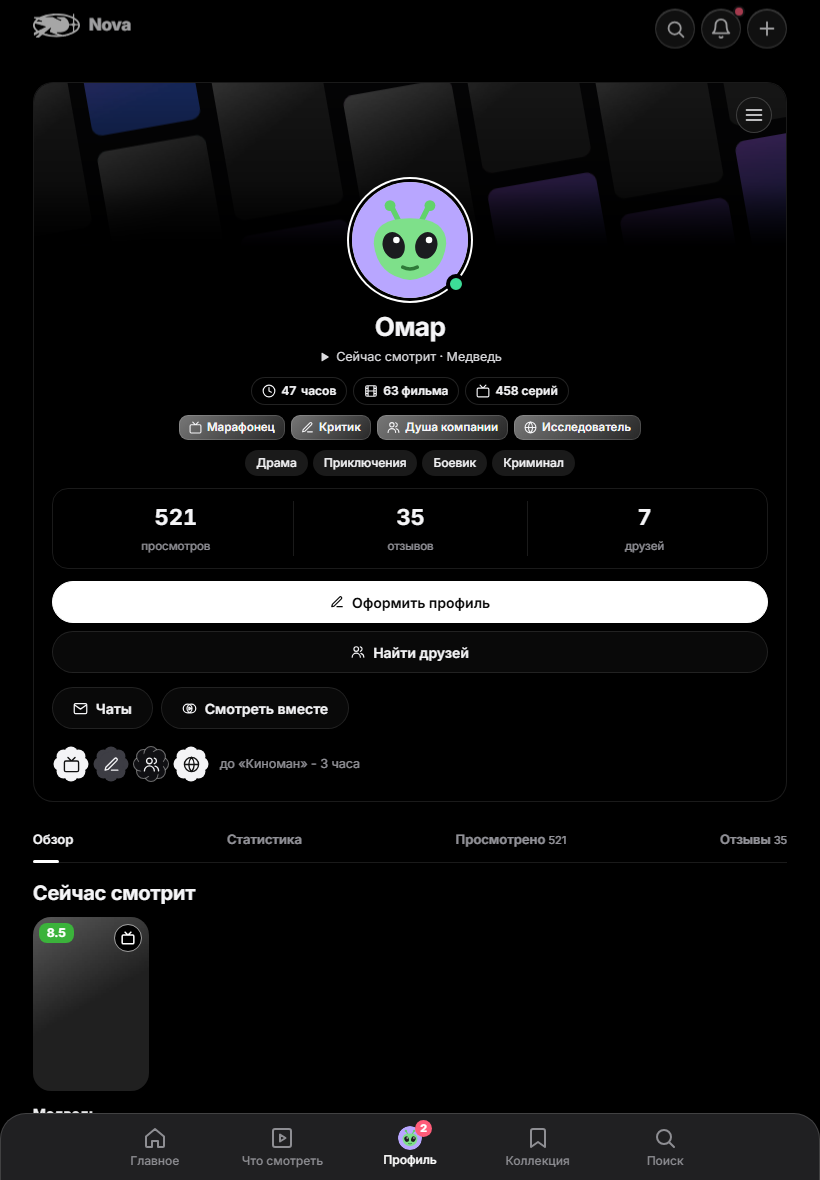 Nova
Омар
Сейчас смотрит · Медведь
47 часов 63 фильма 458 серий
Марафонец Критик Душа компании Исследователь
Драма Приключения Боевик Криминал
521 35 7
просмотров отзывов друзей
Оформить профиль
Найти друзей
Чаты Смотреть вместе
до «Киноман» - 3 часа
Обзор Статистика Просмотрено 521 Отзывы 35
Сейчас смотрит
8.5
Медведь
2
Главное Что смотреть Профиль Коллекция Поиск